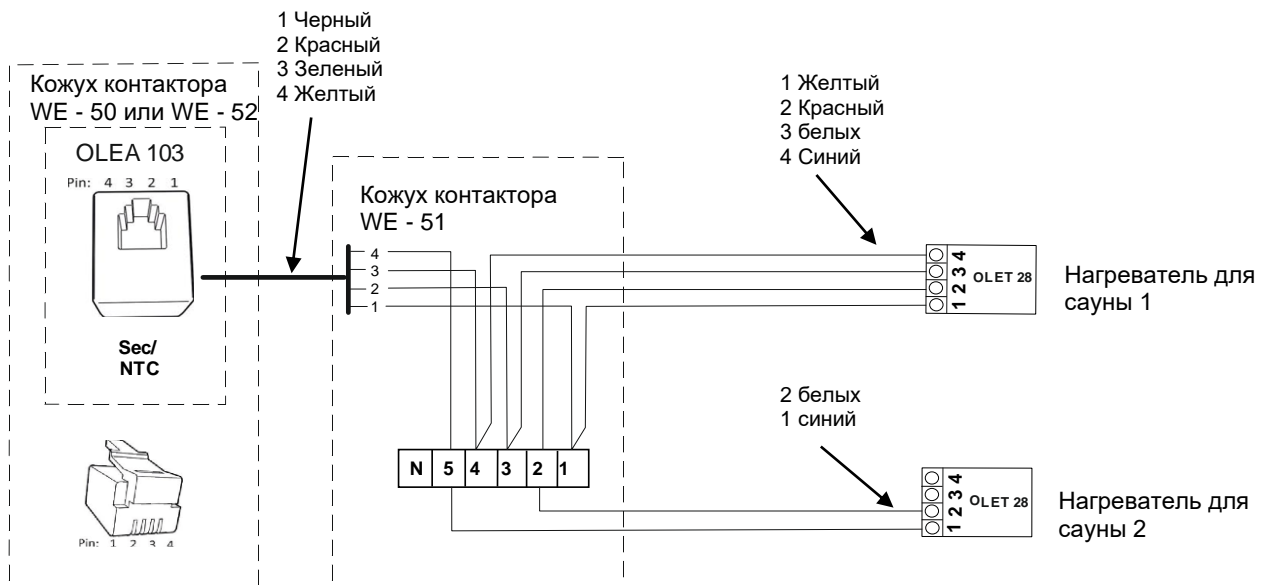 1 Черный
2 Красный
3 Зеленый
4 Желтый
Кожух контактора
WE - 50 или WE - 52
OLEA 103
Pin: 4 3 2 1
Sec/
NTC
Pin: 1 2 3 4
Кожух контактора
WE - 51
4
3
2
1
N 5 4 3 2 1
1 Желтый
2 Красный
3 белых
4 Синий
1 2 3 4
OLET 28
Нагреватель для
сауны 1
2 белых
1 синий
1 2 3 4
OLET 28
Нагреватель для
сауны 2